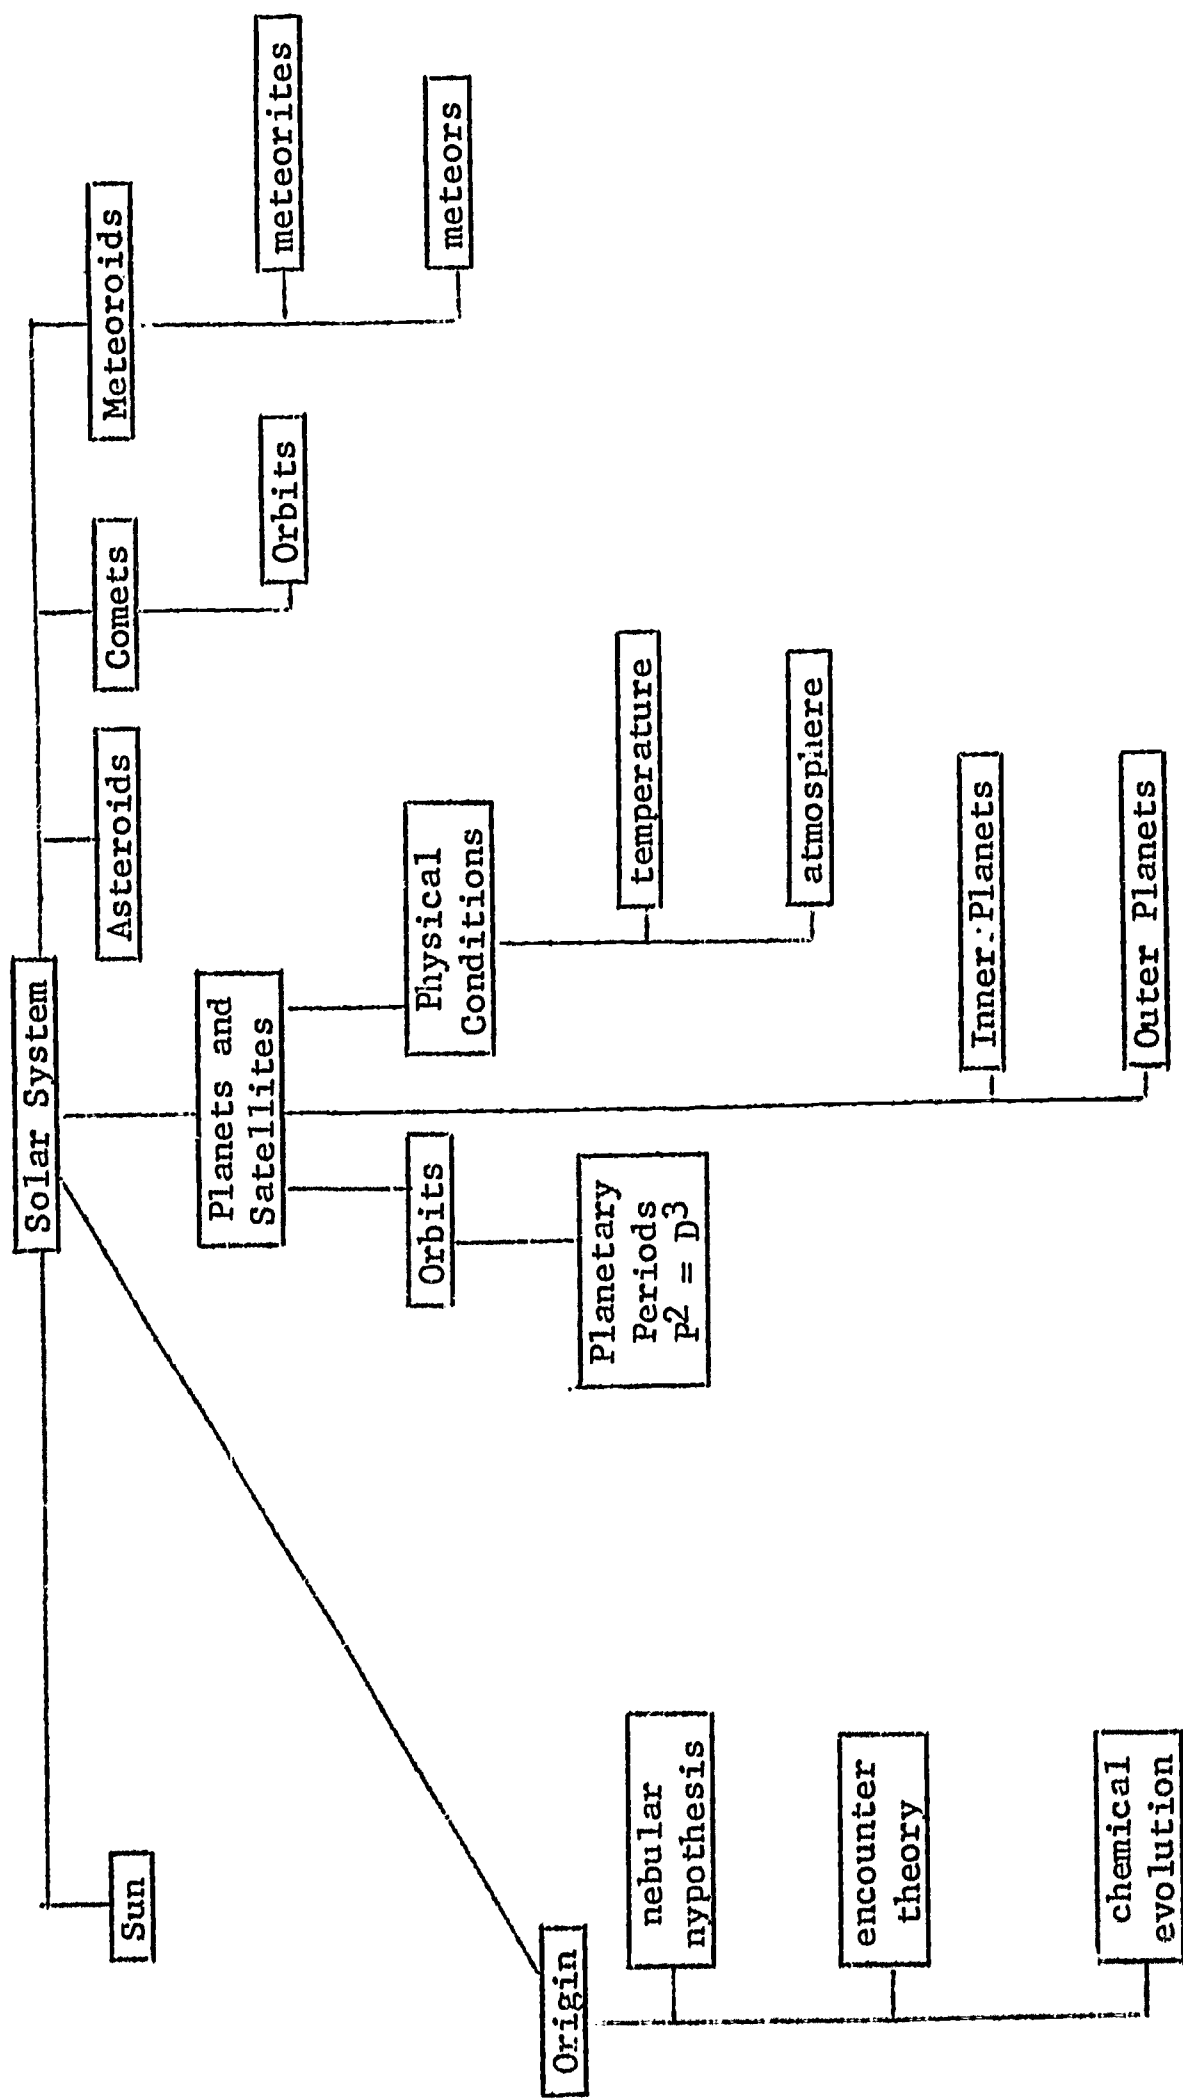 Solar System
Sun
Asteroids
Comets
Meteoroids
Planets and
Satellites
Orbits
meteorites
meteors
Orbits
Physical
Conditions
Planetary
Periods
P² = D³
temperature
atmosphere
Inner Planets
Outer Planets
Origin
nebular
nypothesis
encounter
theory
chemical
evolution